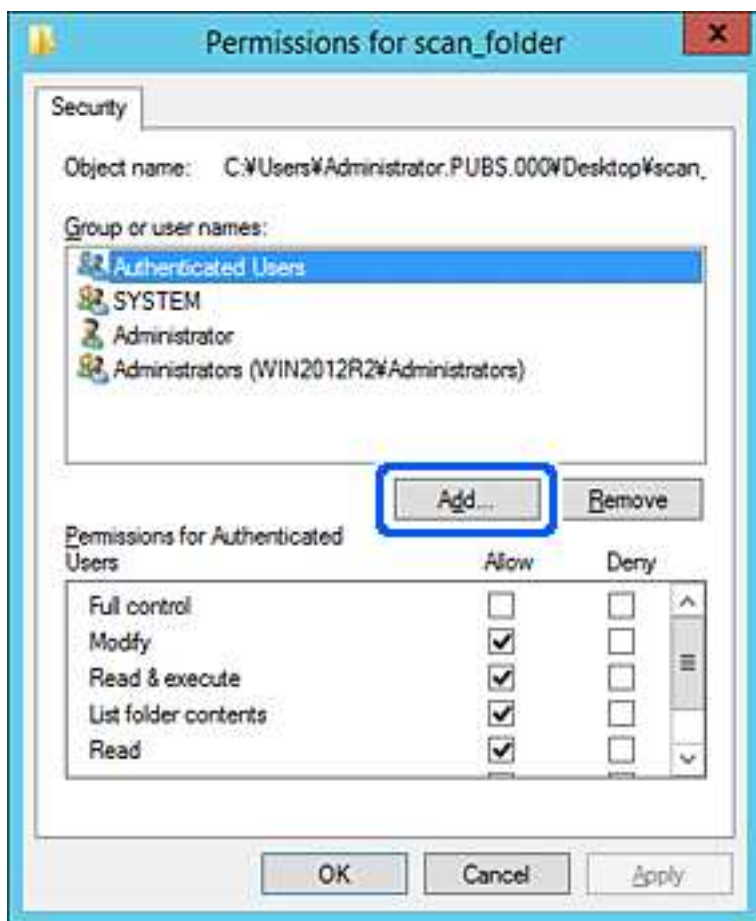 Permissions for scan_folder
Security
Object name: C:¥Users¥Administrator.PUBS.000¥Desktop¥scan_
Group or user names:
Authenticated Users
SYSTEM
Administrator
Administrators (WIN2012R2¥Administrators)
Add... Remove
Permissions for Authenticated
Users Allow Deny
Full control
Modify
Read & execute
List folder contents
Read
OK Cancel Apply